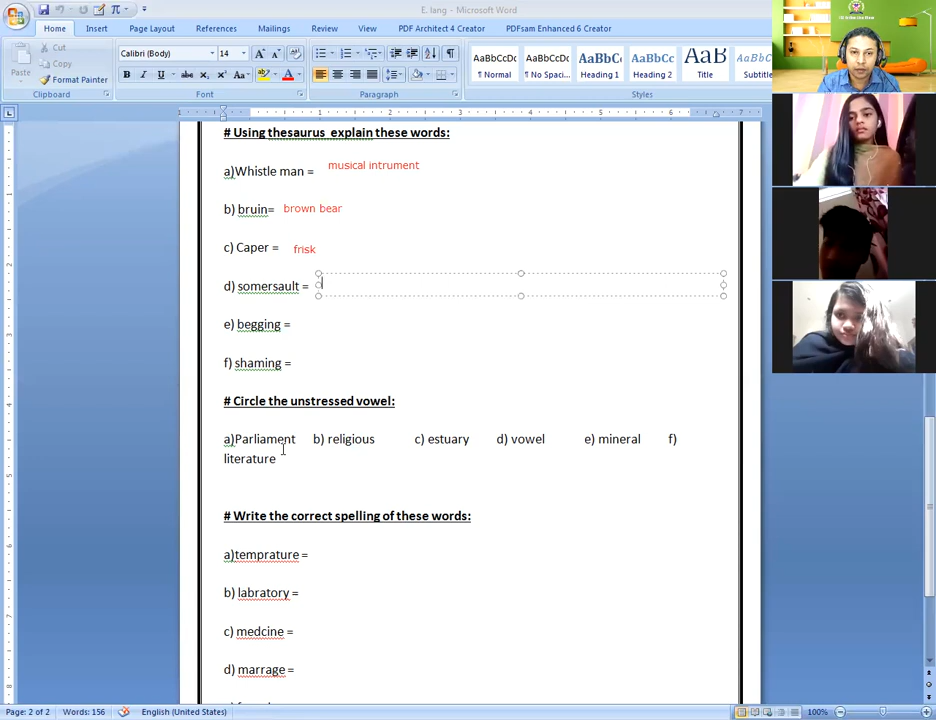 E. lang - Microsoft Word
Home Insert Page Layout References Mailings Review View PDF Architect 4 Creator PDFsam Enhanced 6 Creator
Paste Cut
Copy
Format Painter
Calibri (Body) 14
AaBbCcDc AaBbCcDc AaBbCc AaBbCc AaB AaBbCc
¶ Normal ¶ No Spaci... Heading 1 Heading 2 Title Subtitle
Clipboard Font Paragraph Styles
# Using thesaurus explain these words:
a)Whistle man = musical intrument
b) bruin= brown bear
c) Caper = frisk
d) somersault =
e) begging =
f) shaming =
# Circle the unstressed vowel:
a)Parliament b) religious c) estuary d) vowel e) mineral f)
literature
# Write the correct spelling of these words:
a)temprature =
b) labratory =
c) medcine =
d) marrage =
Page: 2 of 2 Words: 156 English (United States) 100%